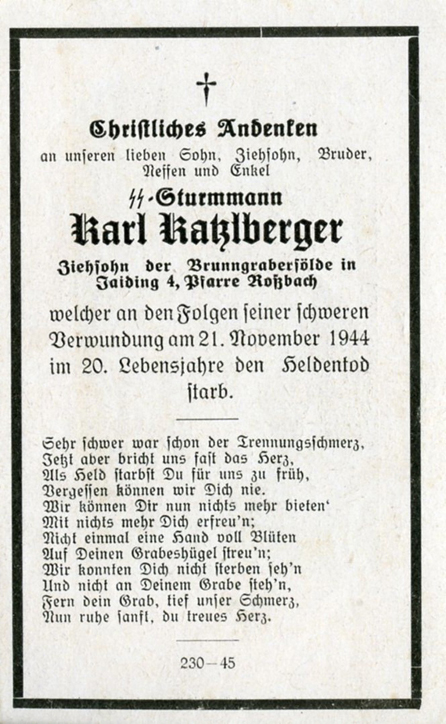 †
Christliches Andenken
an unseren lieben Sohn, Ziehsohn, Bruder,
Neffen und Enkel
ᛋᛋ-Sturmmann
Karl Katzlberger
Ziehsohn der Brunngrabersölde in
Jaiding 4, Pfarre Roßbach
welcher an den Folgen seiner schweren
Verwundung am 21. November 1944
im 20. Lebensjahre den Heldentod
starb.
Sehr schwer war schon der Trennungsschmerz,
Jetzt aber bricht uns fast das Herz,
Als Held starbst Du für uns zu früh,
Vergessen können wir Dich nie.
Wir können Dir nun nichts mehr bieten'
Mit nichts mehr Dich erfreu'n;
Nicht einmal eine Hand voll Blüten
Auf Deinen Grabeshügel streu'n;
Wir konnten Dich nicht sterben seh'n
Und nicht an Deinem Grabe steh'n,
Fern dein Grab, tief unser Schmerz,
Nun ruhe sanft, du treues Herz.
230—45